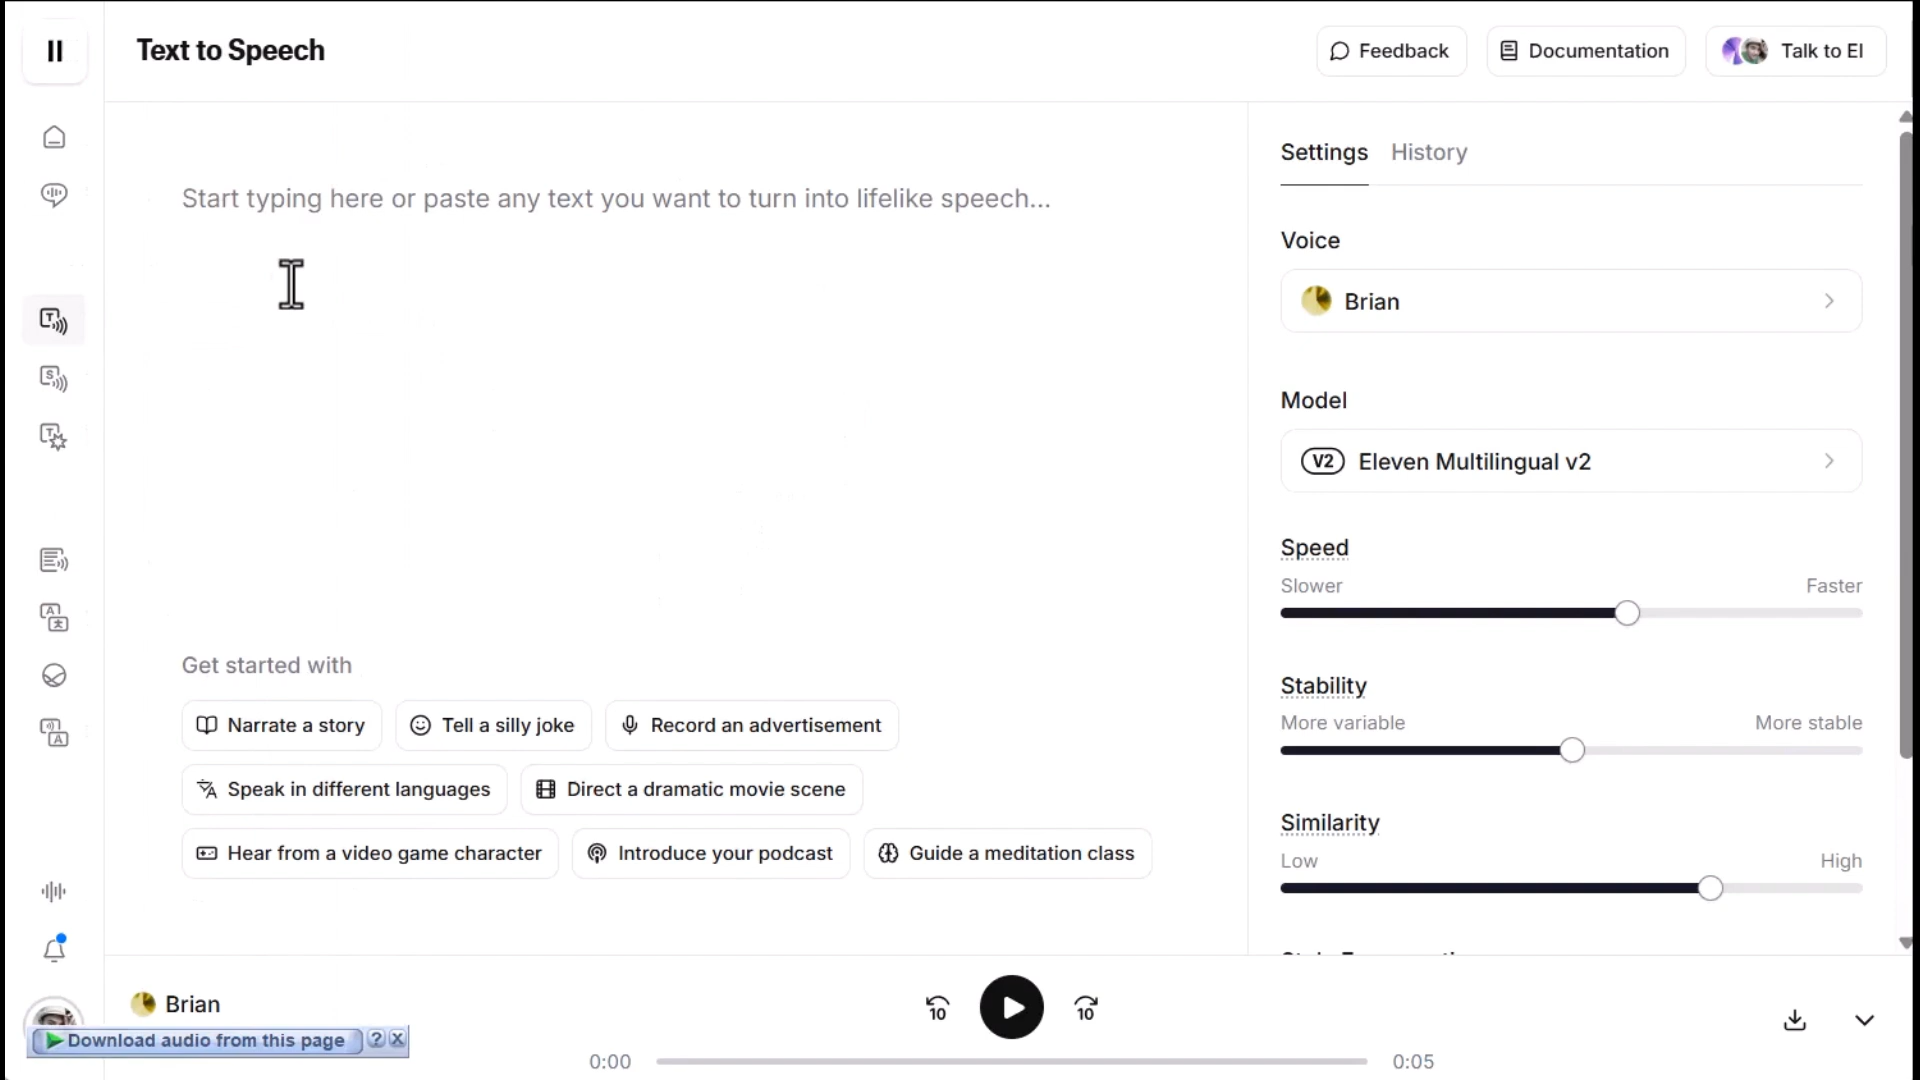 Text to Speech
Feedback
Documentation
Talk to El
Settings
History
Start typing here or paste any text you want to turn into lifelike speech...
Voice
Brian
Model
V2 Eleven Multilingual v2
Speed
Slower
Faster
Stability
More variable
More stable
Similarity
Low
High
Get started with
Narrate a story
Tell a silly joke
Record an advertisement
Speak in different languages
Direct a dramatic movie scene
Hear from a video game character
Introduce your podcast
Guide a meditation class
Brian
10
10
Download audio from this page
0:00
0:05